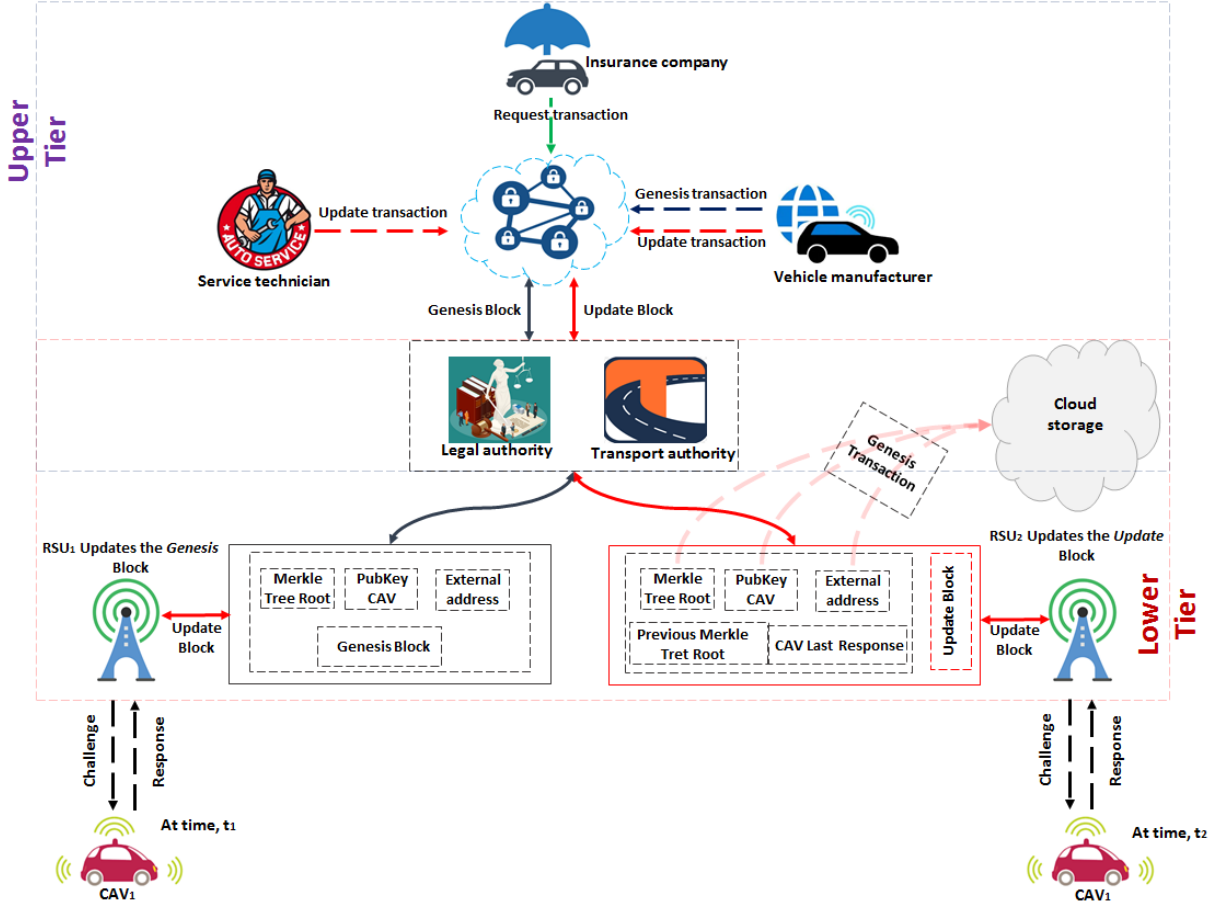 Upper
Tier
Insurance company
Request transaction
AUTO SERVICE
Service technician
Update transaction
Genesis transaction
Update transaction
Vehicle manufacturer
Genesis Block
Update Block
Legal authority
Transport authority
Cloud
storage
Genesis
Transaction
Lower
Tier
RSU1 Updates the Genesis
Block
Update
Block
Merkle
Tree Root
PubKey
CAV
External
address
Genesis Block
Merkle
Tree Root
PubKey
CAV
External
address
Previous Merkle
Tret Root
CAV Last Response
Update Block
Update
Block
RSU2 Updates the Update
Block
Challenge
Response
At time, t1
CAV1
Challenge
Response
At time, t2
CAV1